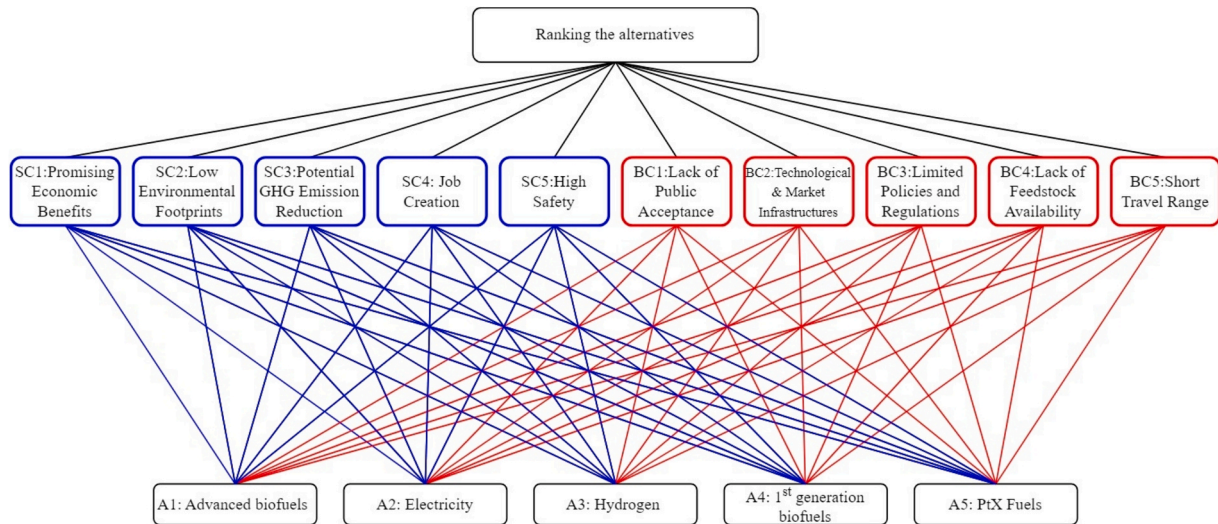 Ranking the alternatives
SC1:Promising
Economic
Benefits
SC2:Low
Environmental
Footprints
SC3:Potential
GHG Emission
Reduction
SC4: Job
Creation
SC5:High
Safety
BC1:Lack of
Public
Acceptance
BC2:Technological
& Market
Infrastructures
BC3:Limited
Policies and
Regulations
BC4:Lack of
Feedstock
Availability
BC5:Short
Travel Range
A1: Advanced biofuels
A2: Electricity
A3: Hydrogen
A4: 1st generation
biofuels
A5: PtX Fuels